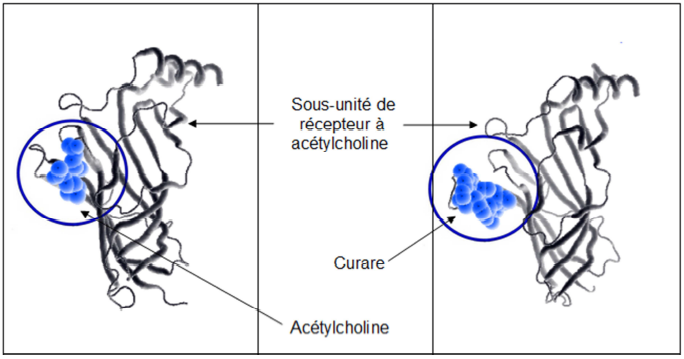 Sous-unité de
récepteur à
acétylcholine
Curare
Acétylcholine